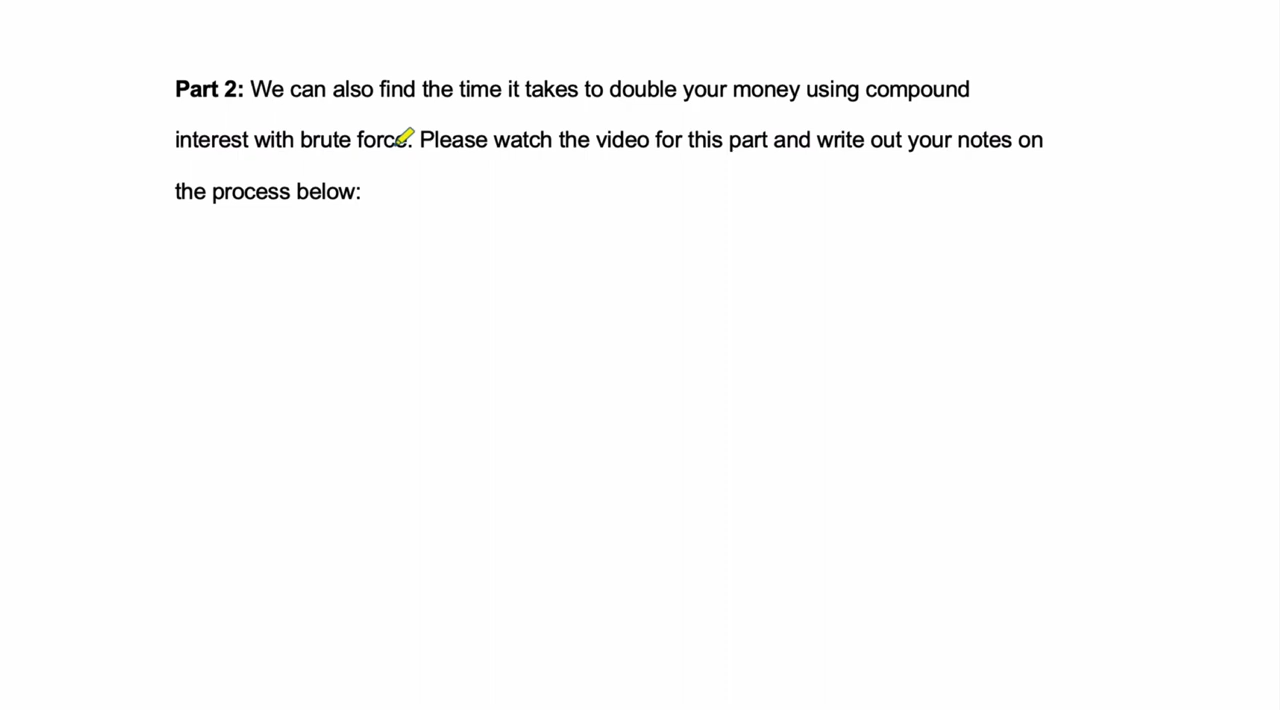 Part 2: We can also find the time it takes to double your money using compound
interest with brute force. Please watch the video for this part and write out your notes on
the process below: